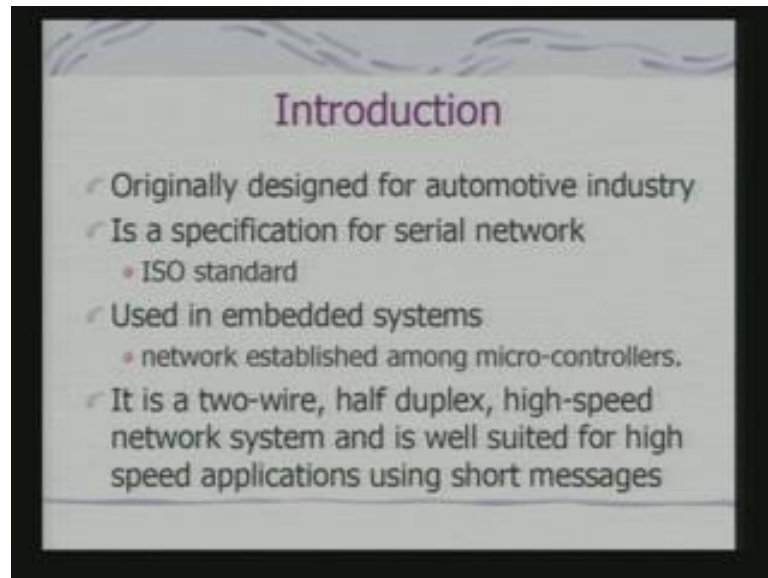 Introduction
Originally designed for automotive industry
Is a specification for serial network
ISO standard
Used in embedded systems
network established among micro-controllers.
It is a two-wire, half duplex, high-speed
network system and is well suited for high
speed applications using short messages